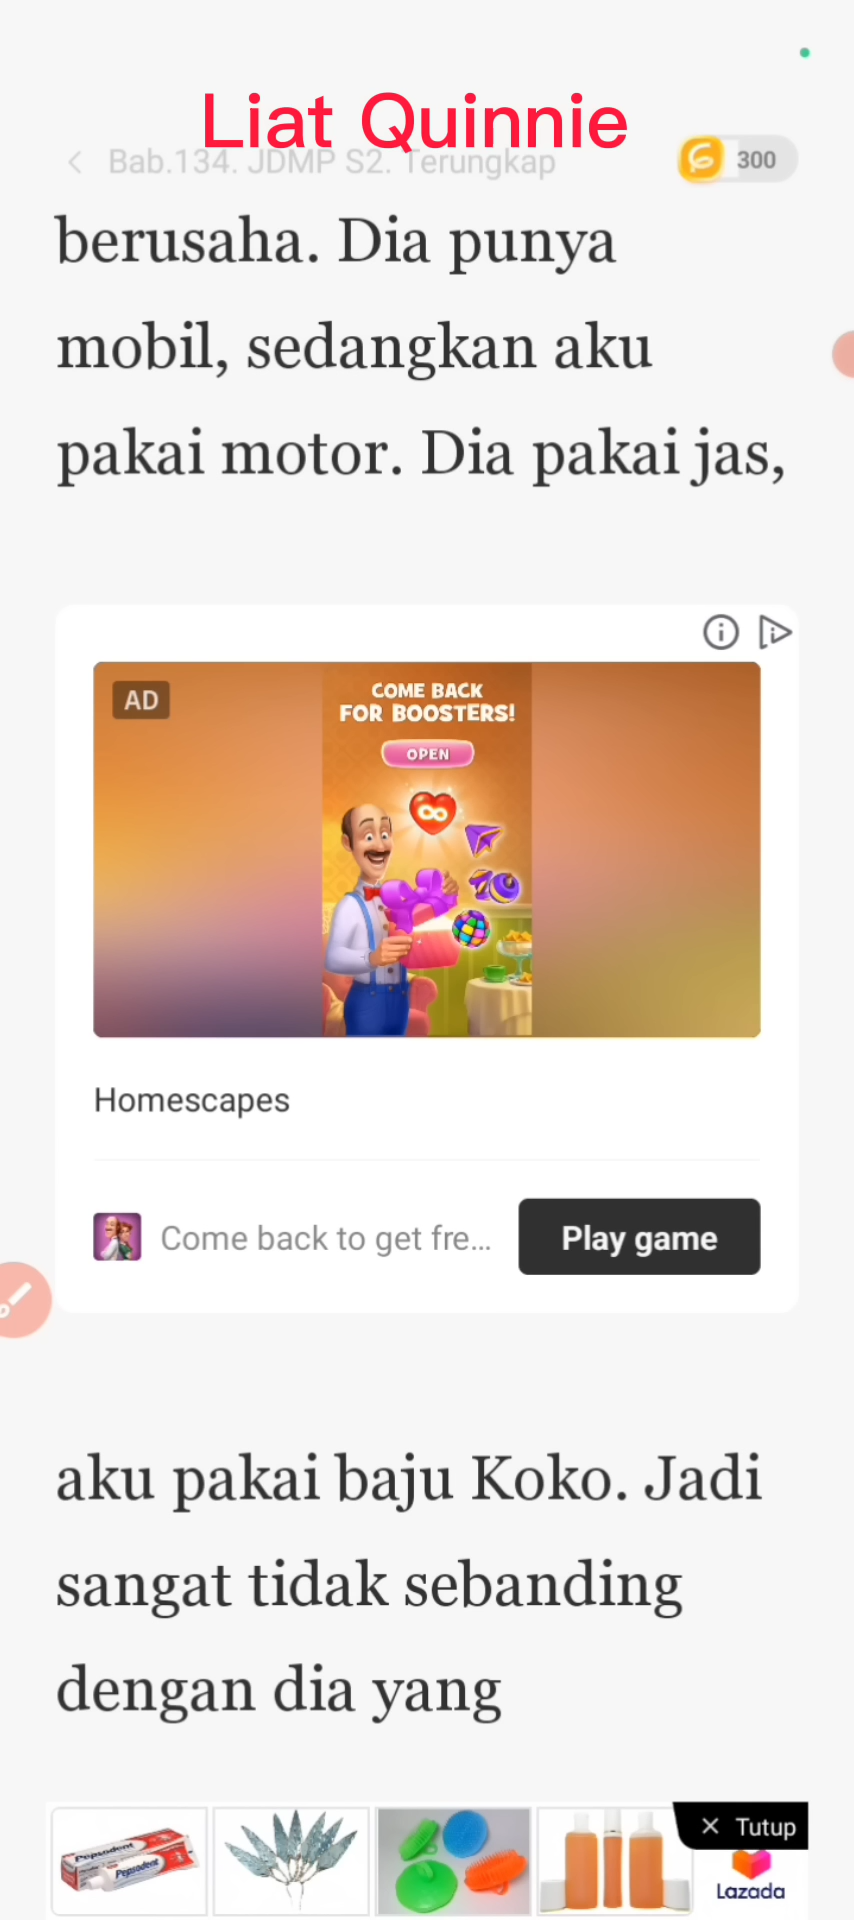 Liat Quinnie
Bab.134. JDMP S2. Terungkap
300
berusaha. Dia punya
mobil, sedangkan aku
pakai motor. Dia pakai jas,
AD
COME BACK
FOR BOOSTERS!
OPEN
Homescapes
Come back to get fre...
Play game
aku pakai baju Koko. Jadi
sangat tidak sebanding
dengan dia yang
Pepsodent
Pepsodent
× Tutup
Lazada